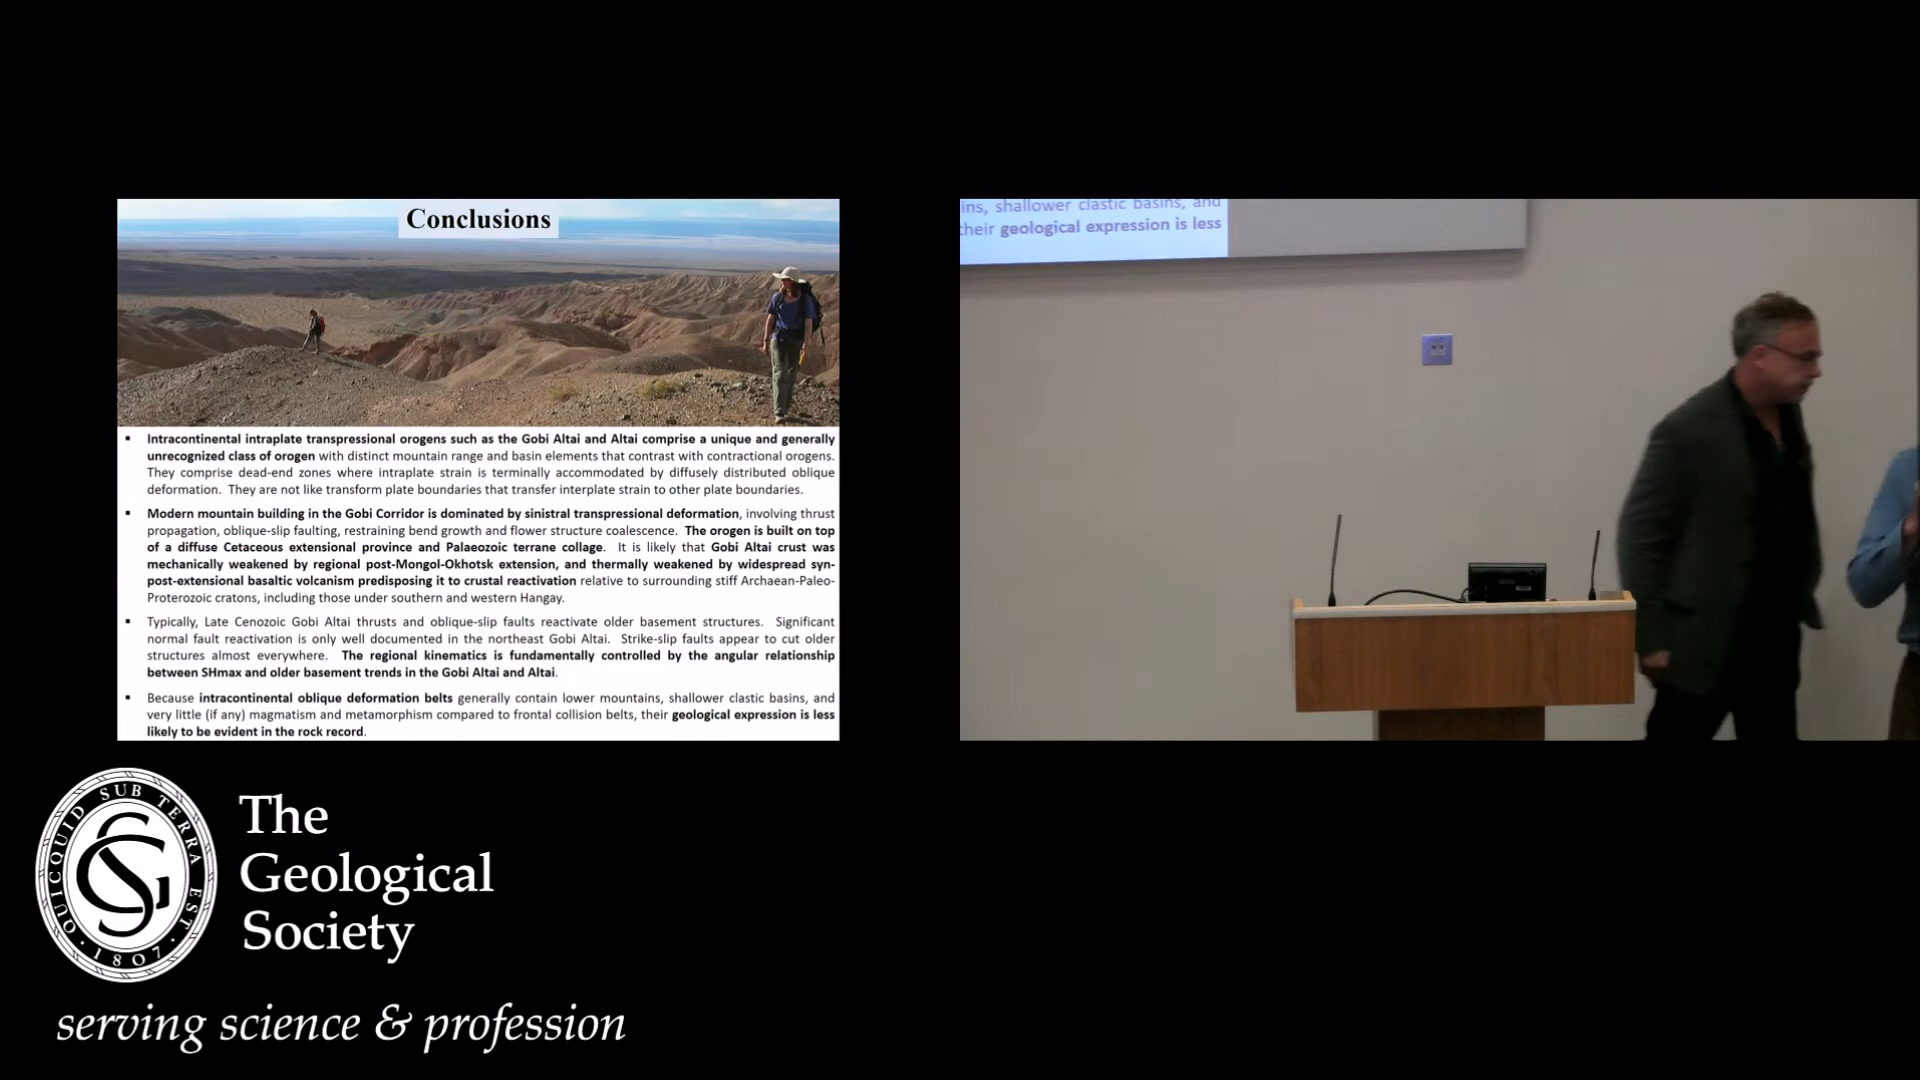 Conclusions
▪ Intracontinental intraplate transpressional orogens such as the Gobi Altai and Altai comprise a unique and generally
unrecognized class of orogen with distinct mountain range and basin elements that contrast with contractional orogens.
They comprise dead-end zones where intraplate strain is terminally accommodated by diffusely distributed oblique
deformation. They are not like transform plate boundaries that transfer interplate strain to other plate boundaries.
▪ Modern mountain building in the Gobi Corridor is dominated by sinistral transpressional deformation, involving thrust
propagation, oblique-slip faulting, restraining bend growth and flower structure coalescence. The orogen is built on top
of a diffuse Cetaceous extensional province and Palaeozoic terrane collage. It is likely that Gobi Altai crust was
mechanically weakened by regional post-Mongol-Okhotsk extension, and thermally weakened by widespread syn-
post-extensional basaltic volcanism predisposing it to crustal reactivation relative to surrounding stiff Archaean-Paleo-
Proterozoic cratons, including those under southern and western Hangay.
▪ Typically, Late Cenozoic Gobi Altai thrusts and oblique-slip faults reactivate older basement structures. Significant
normal fault reactivation is only well documented in the northeast Gobi Altai. Strike-slip faults appear to cut older
structures almost everywhere. The regional kinematics is fundamentally controlled by the angular relationship
between SHmax and older basement trends in the Gobi Altai and Altai.
▪ Because intracontinental oblique deformation belts generally contain lower mountains, shallower clastic basins, and
very little (if any) magmatism and metamorphism compared to frontal collision belts, their geological expression is less
likely to be evident in the rock record.
ins, shallower clastic basins, and
their geological expression is less
QUICQUID SUB TERRA EST
· 1807 ·
GS
The
Geological
Society
serving science & profession